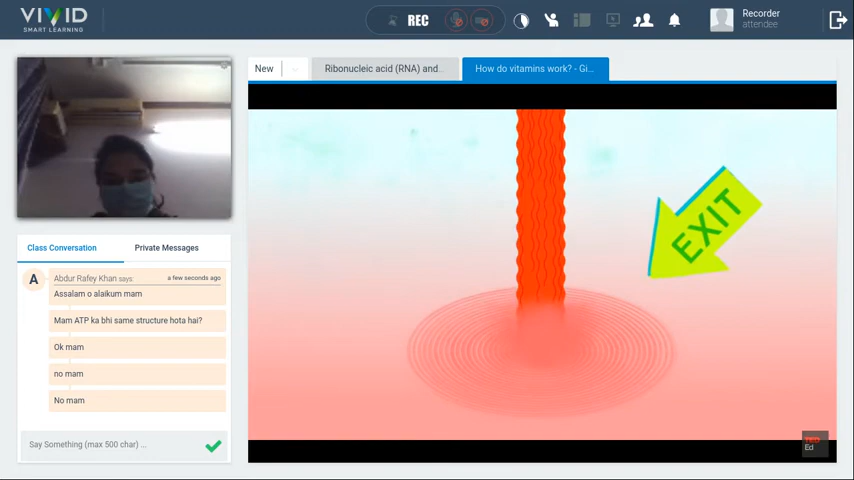 VIVID
SMART LEARNING
REC
Recorder
attendee
New
Ribonucleic acid (RNA) and..
How do vitamins work? - Gi...
EXIT
TED
Ed
Class Conversation
Private Messages
A
Abdur Rafey Khan says:
a few seconds ago
Assalam o alaikum mam
Mam ATP ka bhi same structure hota hai?
Ok mam
no mam
No mam
Say Something (max 500 char) ...